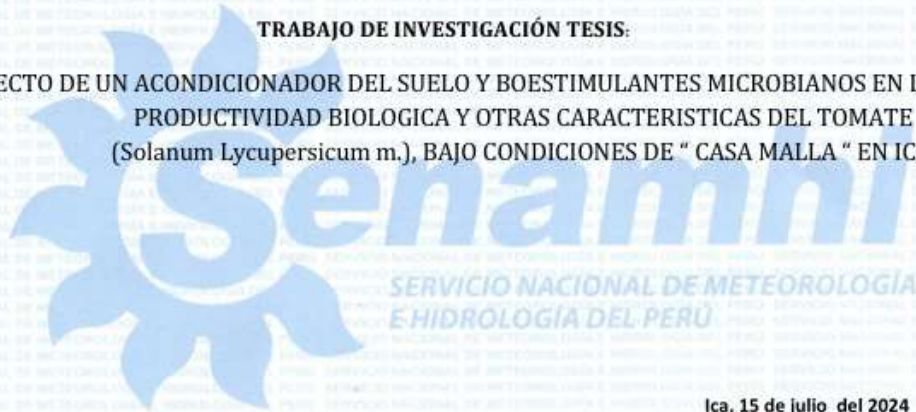 TRABAJO DE INVESTIGACIÓN TESIS:
ECTO DE UN ACONDICIONADOR DEL SUELO Y BOESTIMULANTES MICROBIANOS EN L
PRODUCTIVIDAD BIOLOGICA Y OTRAS CARACTERISTICAS DEL TOMATE
(Solanum Lycupersicum m.), BAJO CONDICIONES DE “ CASA MALLA “ EN IC
Senamhi
SERVICIO NACIONAL DE METEOROLOGÍA
E HIDROLOGÍA DEL PERÚ
Ica, 15 de julio del 2024